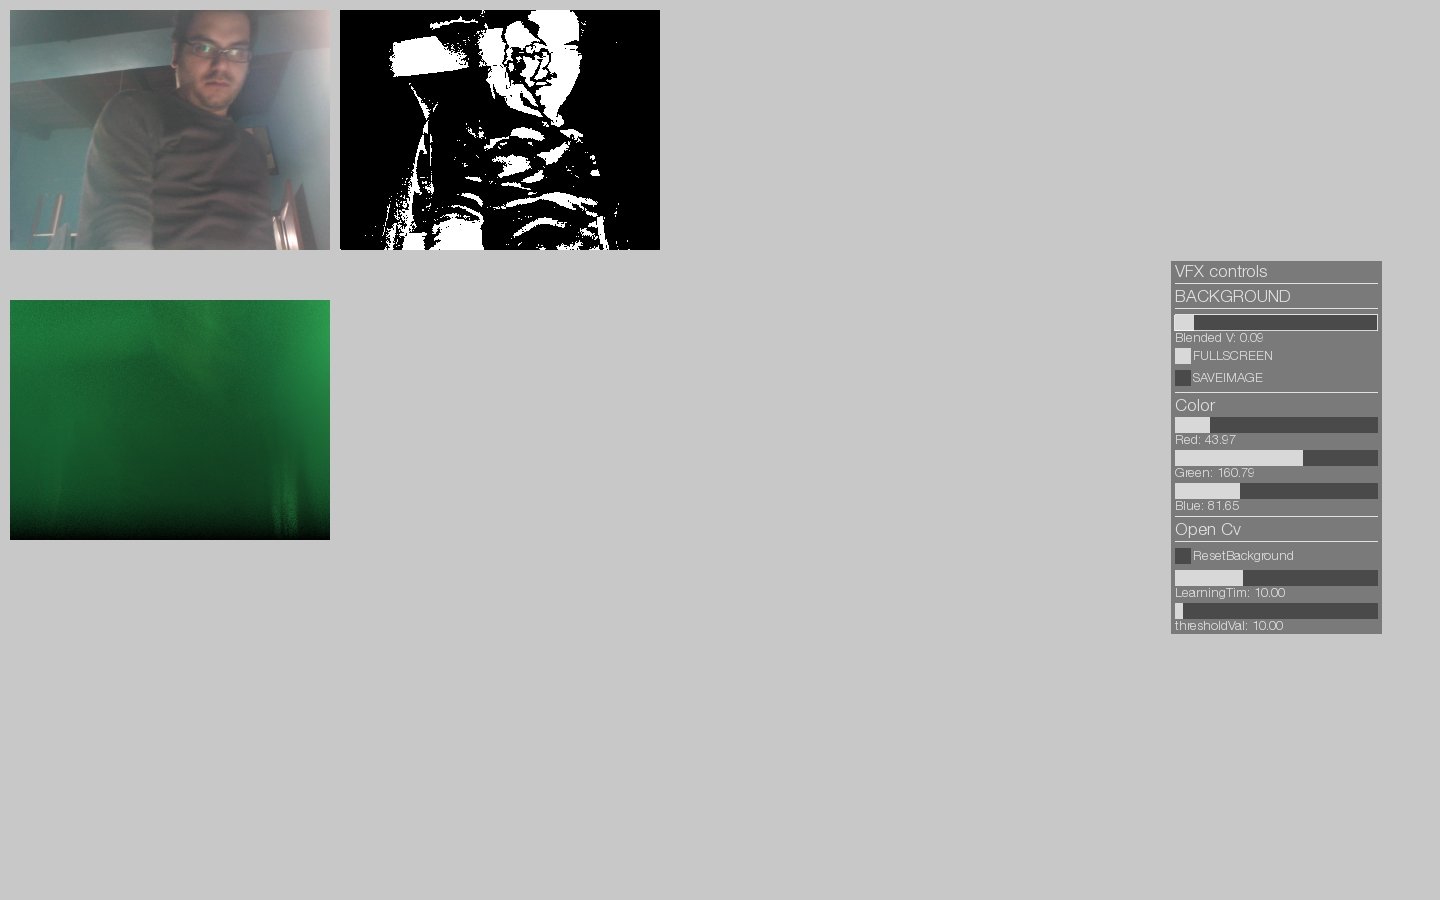 VFX controls
BACKGROUND
Blended V: 0.09
FULLSCREEN
SAVEIMAGE
Color
Red: 43.97
Green: 160.79
Blue: 81.65
Open Cv
ResetBackground
LearningTim: 10.00
thresholdVal: 10.00